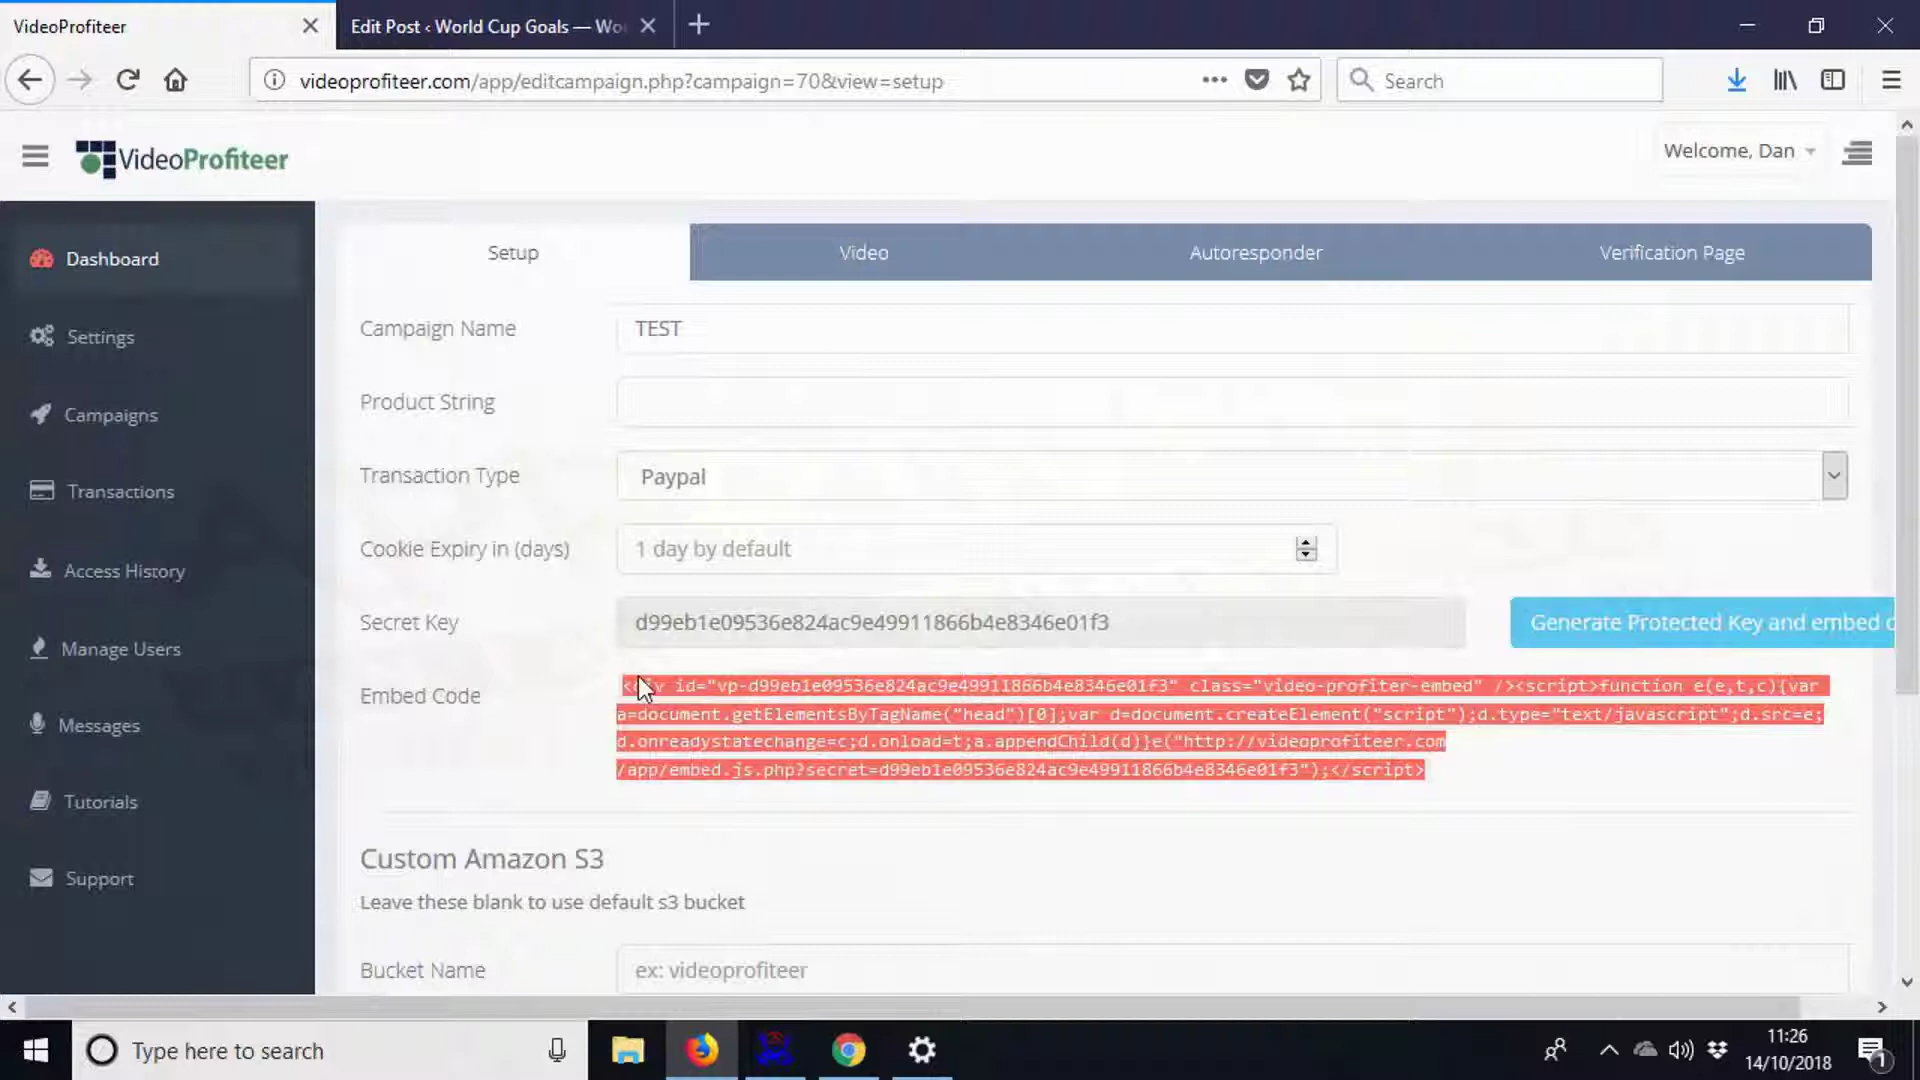 VideoProfiteer
Edit Post ‹ World Cup Goals — Wo
videoprofiteer.com/app/editcampaign.php?campaign=70&view=setup
Search
VideoProfiteer
Welcome, Dan
Dashboard
Settings
Campaigns
Transactions
Access History
Manage Users
Messages
Tutorials
Support
Setup
Video
Autoresponder
Verification Page
Campaign Name
TEST
Product String
Transaction Type
Paypal
Cookie Expiry in (days)
1 day by default
Secret Key
d99eb1e09536e824ac9e49911866b4e8346e01f3
Generate Protected Key and embed c
Embed Code
<div id="vp-d99eb1e09536e824ac9e49911866b4e8346e01f3" class="video-profiter-embed" /><script>function e(e,t,c){var
a=document.getElementsByTagName("head")[0];var d=document.createElement("script");d.type="text/javascript";d.src=e;
d.onreadystatechange=c;d.onload=t;a.appendChild(d)}e("http://videoprofiteer.com
/app/embed.js.php?secret=d99eb1e09536e824ac9e49911866b4e8346e01f3");</script>
Custom Amazon S3
Leave these blank to use default s3 bucket
Bucket Name
ex: videoprofiteer
Type here to search
11:26
14/10/2018
1